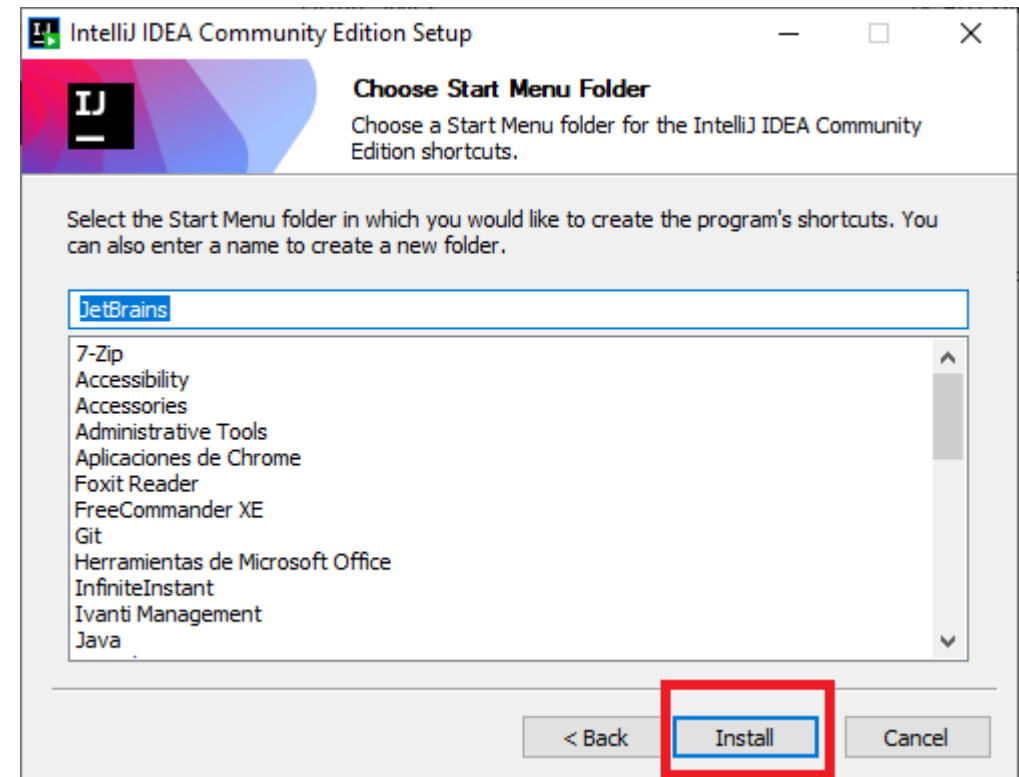 IntelliJ IDEA Community Edition Setup
IJ
Choose Start Menu Folder
Choose a Start Menu folder for the IntelliJ IDEA Community
Edition shortcuts.
Select the Start Menu folder in which you would like to create the program's shortcuts. You
can also enter a name to create a new folder.
JetBrains
7-Zip
Accessibility
Accessories
Administrative Tools
Aplicaciones de Chrome
Foxit Reader
FreeCommander XE
Git
Herramientas de Microsoft Office
InfiniteInstant
Ivanti Management
Java
< Back
Install
Cancel